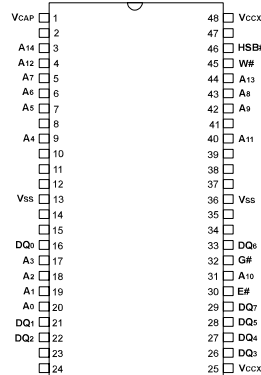 VCAP 1 48 VCCX
2 47
A14 3 46 HSB#
A12 4 45 W#
A7 5 44 A13
A6 6 43 A8
A5 7 42 A9
8 41
A4 9 40 A11
10 39
11 38
12 37
VSS 13 36 VSS
14 35
15 34
DQ0 16 33 DQ6
A3 17 32 G#
A2 18 31 A10
A1 19 30 E#
A0 20 29 DQ7
DQ1 21 28 DQ5
DQ2 22 27 DQ4
23 26 DQ3
24 25 VCCX